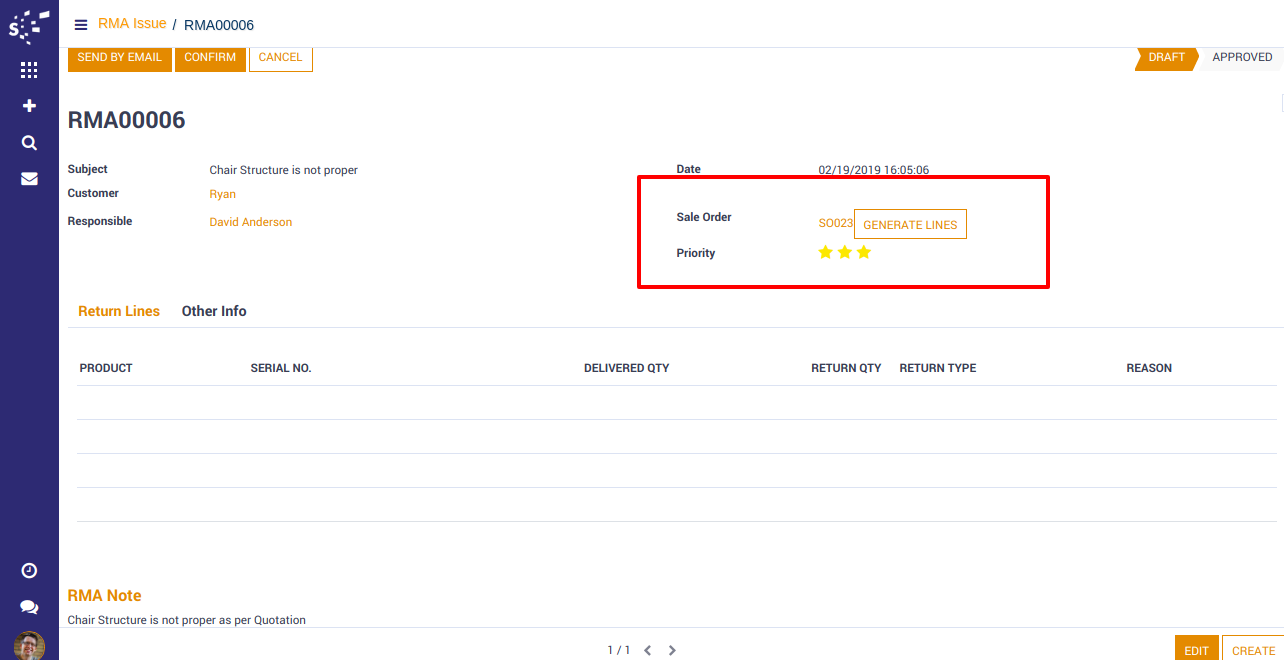 RMA Issue / RMA00006
SEND BY EMAIL CONFIRM CANCEL DRAFT APPROVED
RMA00006
Subject Chair Structure is not proper Date 02/19/2019 16:05:06
Customer Ryan
Responsible David Anderson
Sale Order SO023 GENERATE LINES
Priority
Return Lines Other Info
PRODUCT SERIAL NO. DELIVERED QTY RETURN QTY RETURN TYPE REASON
RMA Note
Chair Structure is not proper as per Quotation
1 / 1
EDIT CREATE